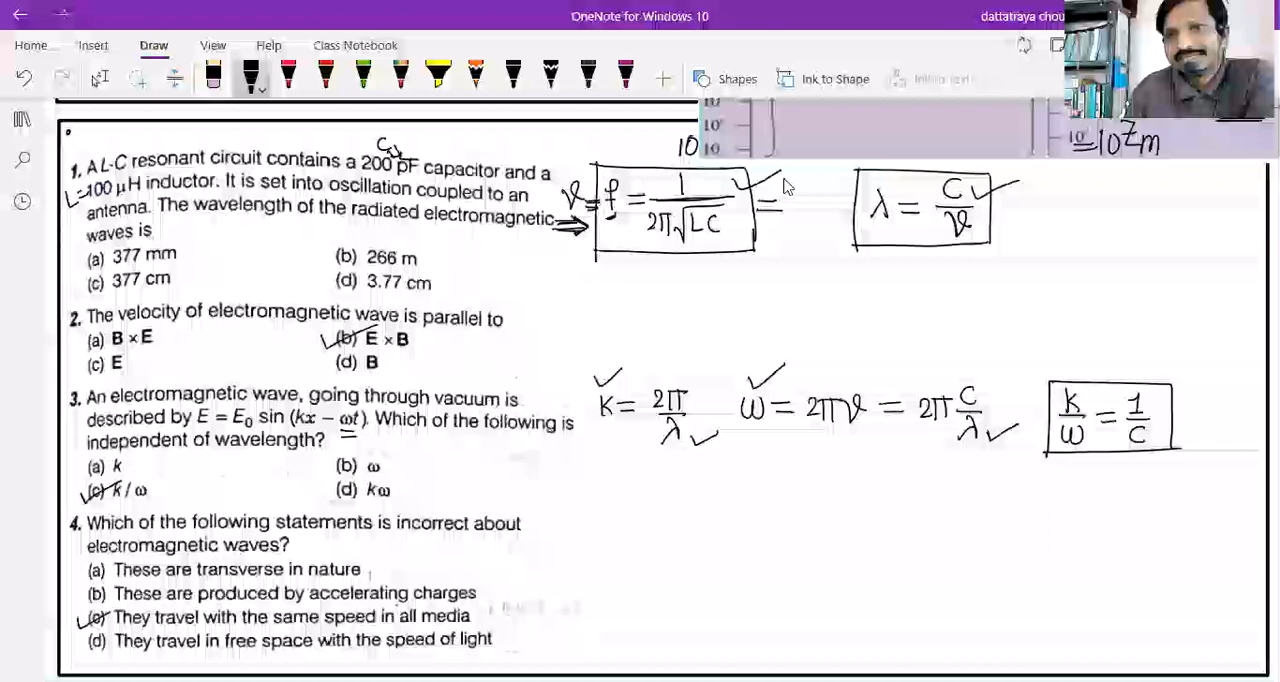 OneNote for Windows 10
dattatraya chou
Home Insert Draw View Help Class Notebook
Shapes Ink to Shape
10
10
=10 Zm
1. A L-C resonant circuit contains a 200 pF capacitor and a
L=100 μH inductor. It is set into oscillation coupled to an
antenna. The wavelength of the radiated electromagnetic
waves is
(a) 377 mm (b) 266 m
(c) 377 cm (d) 3.77 cm
ν = f = 1/2π√LC =
λ = C/ν
2. The velocity of electromagnetic wave is parallel to
(a) B × E (b) E × B
(c) E (d) B
3. An electromagnetic wave, going through vacuum is
described by E = E₀ sin (kx − ωt). Which of the following is
independent of wavelength?
(a) k (b) ω
(c) k / ω (d) kω
K = 2π/λ ω = 2πν = 2π C/λ K/ω = 1/C
4. Which of the following statements is incorrect about
electromagnetic waves?
(a) These are transverse in nature
(b) These are produced by accelerating charges
(c) They travel with the same speed in all media
(d) They travel in free space with the speed of light